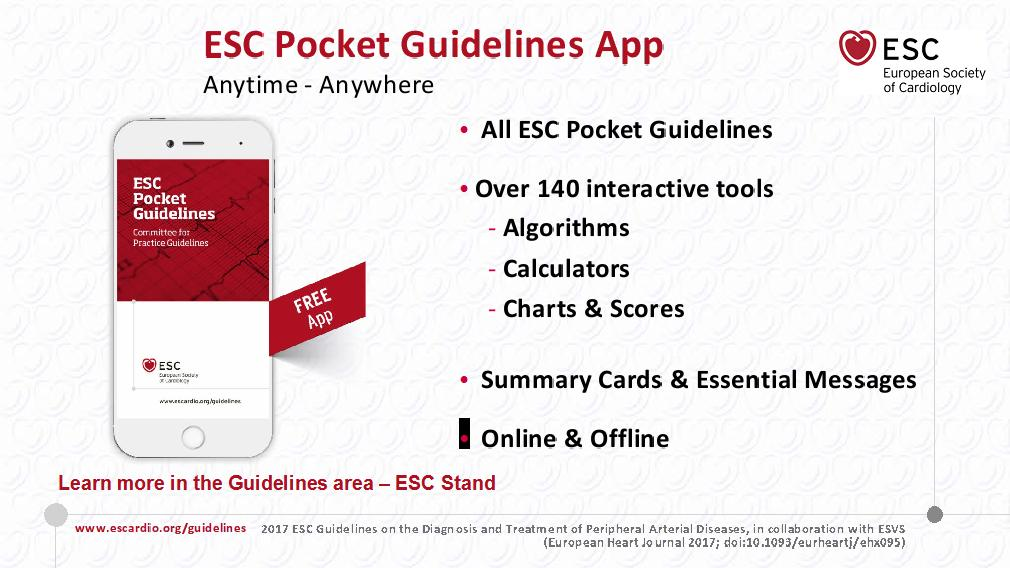 ESC Pocket Guidelines App
Anytime - Anywhere
ESC
European Society
of Cardiology
ESC
Pocket
Guidelines
Committee for
Practice Guidelines
FREE
App
ESC
European Society
of Cardiology
www.escardio.org/guidelines
• All ESC Pocket Guidelines
• Over 140 interactive tools
- Algorithms
- Calculators
- Charts & Scores
• Summary Cards & Essential Messages
• Online & Offline
Learn more in the Guidelines area – ESC Stand
www.escardio.org/guidelines
2017 ESC Guidelines on the Diagnosis and Treatment of Peripheral Arterial Diseases, in collaboration with ESVS
(European Heart Journal 2017; doi:10.1093/eurheartj/ehx095)